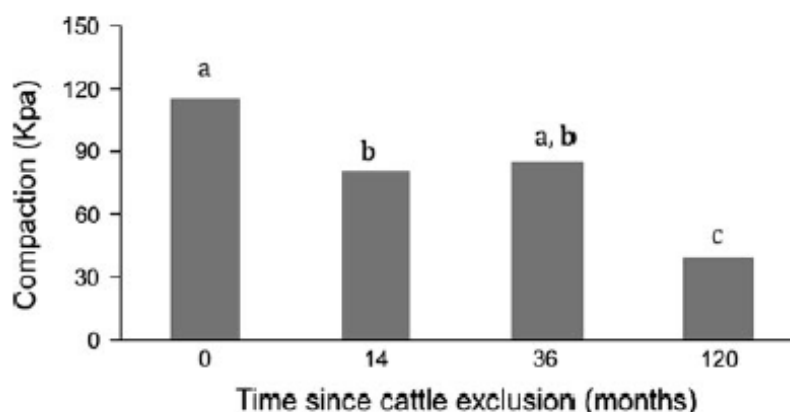 150
a
120
90
b
a, b
60
c
30
0
0 14 36 120
Compaction (Kpa)
Time since cattle exclusion (months)